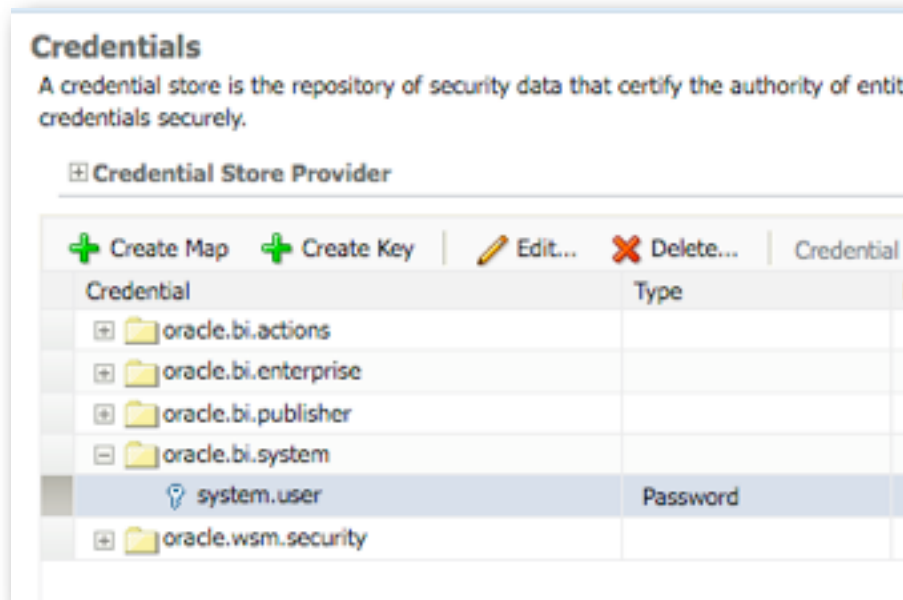 Credentials
A credential store is the repository of security data that certify the authority of entit
credentials securely.
Credential Store Provider
Create Map Create Key Edit... Delete... Credential
Credential Type
oracle.bi.actions
oracle.bi.enterprise
oracle.bi.publisher
oracle.bi.system
system.user Password
oracle.wsm.security